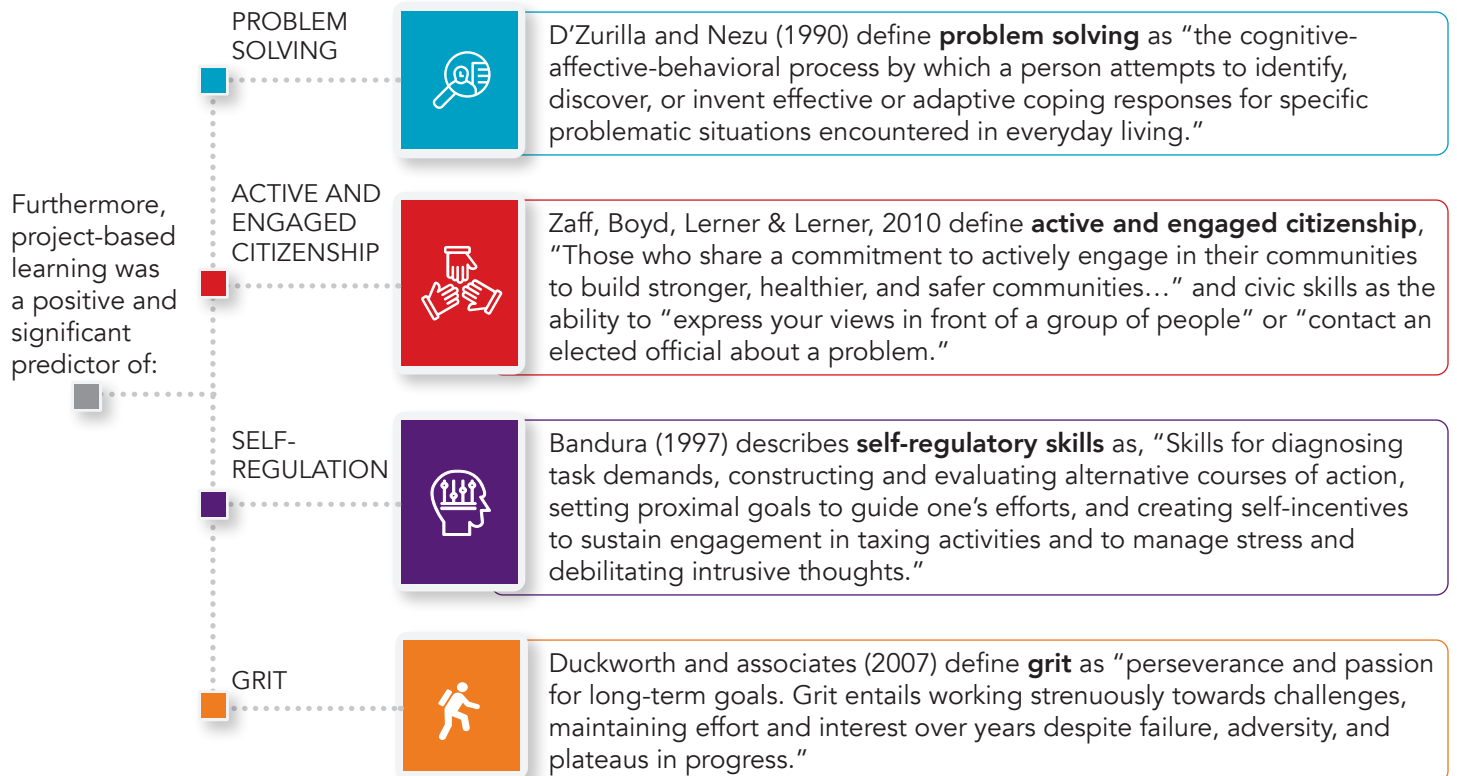 Furthermore,
project-based
learning was
a positive and
significant
predictor of:
PROBLEM
SOLVING
D’Zurilla and Nezu (1990) define problem solving as “the cognitive-
affective-behavioral process by which a person attempts to identify,
discover, or invent effective or adaptive coping responses for specific
problematic situations encountered in everyday living.”
ACTIVE AND
ENGAGED
CITIZENSHIP
Zaff, Boyd, Lerner & Lerner, 2010 define active and engaged citizenship,
“Those who share a commitment to actively engage in their communities
to build stronger, healthier, and safer communities…” and civic skills as the
ability to “express your views in front of a group of people” or “contact an
elected official about a problem.”
SELF-
REGULATION
Bandura (1997) describes self-regulatory skills as, “Skills for diagnosing
task demands, constructing and evaluating alternative courses of action,
setting proximal goals to guide one’s efforts, and creating self-incentives
to sustain engagement in taxing activities and to manage stress and
debilitating intrusive thoughts.”
GRIT
Duckworth and associates (2007) define grit as “perseverance and passion
for long-term goals. Grit entails working strenuously towards challenges,
maintaining effort and interest over years despite failure, adversity, and
plateaus in progress.”